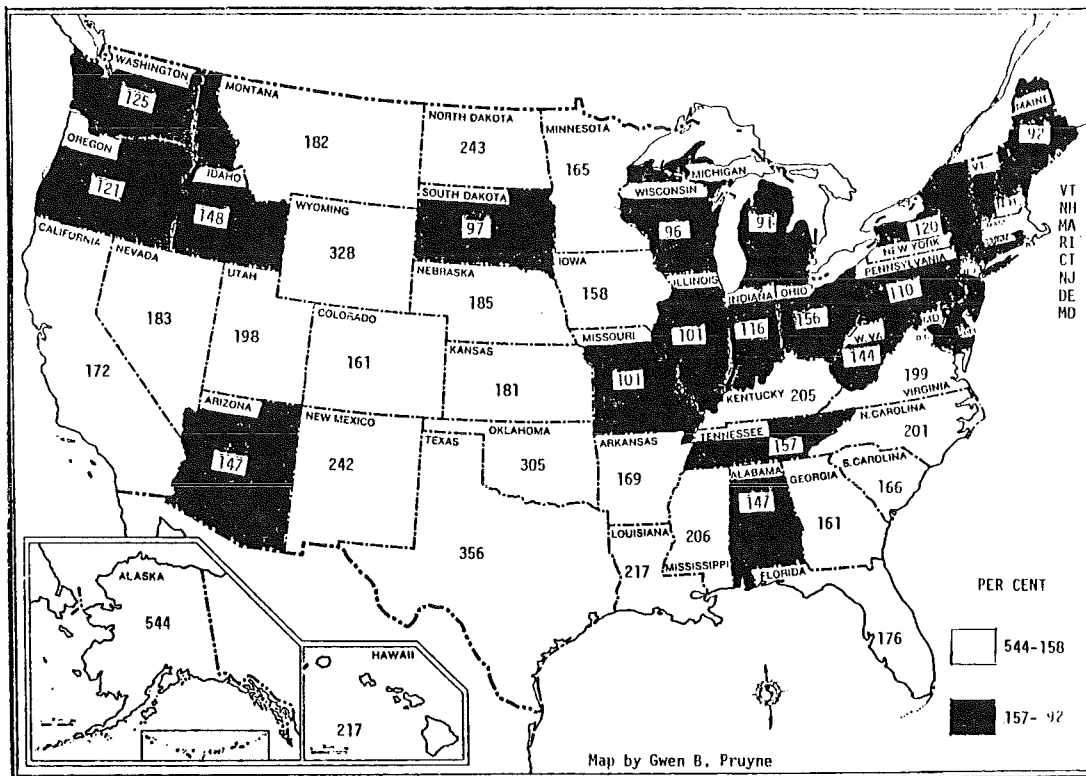 WASHINGTON
125
MONTANA
182
NORTH DAKOTA
243
MINNESOTA
165
MAINE
92
OREGON
121
IDAHO
148
WYOMING
328
SOUTH DAKOTA
97
WISCONSIN
96
MICHIGAN
91
VT.
120
NEW YORK
PENNSYLVANIA
110
VT
NH
MA
RI
CT
NJ
DE
MD
CALIFORNIA
172
NEVADA
183
UTAH
198
COLORADO
161
NEBRASKA
185
IOWA
158
ILLINOIS
101
INDIANA
116
OHIO
156
W. VA
144
MD
KANSAS
181
MISSOURI
101
KENTUCKY 205
199
VIRGINIA
ARIZONA
147
NEW MEXICO
242
TEXAS
356
OKLAHOMA
305
ARKANSAS
169
TENNESSEE
157
N. CAROLINA
201
S. CAROLINA
166
ALABAMA
147
GEORGIA
161
LOUISIANA
217
206
MISSISSIPPI
FLORIDA
176
ALASKA
544
HAWAII
217
PER CENT
544-158
157- 92
Map by Gwen B. Pruyne